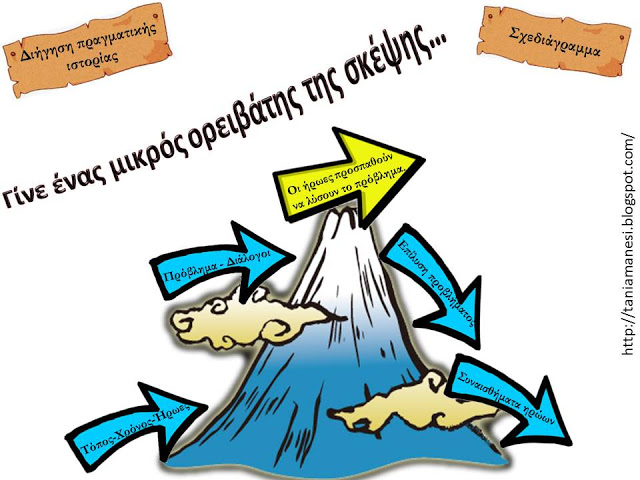 Διήγηση πραγματικής
ιστορίας
Σχεδιάγραμμα
Γίνε ένας μικρός ορειβάτης της σκέψης...
Οι ήρωες προσπαθούν
να λύσουν το πρόβλημα.
Πρόβλημα - Διάλογοι
Επίλυση προβλήματος
Τόπος-Χρόνος-Ήρωες
Συναισθήματα ηρώων
http://taniamanesi.blogspot.com/